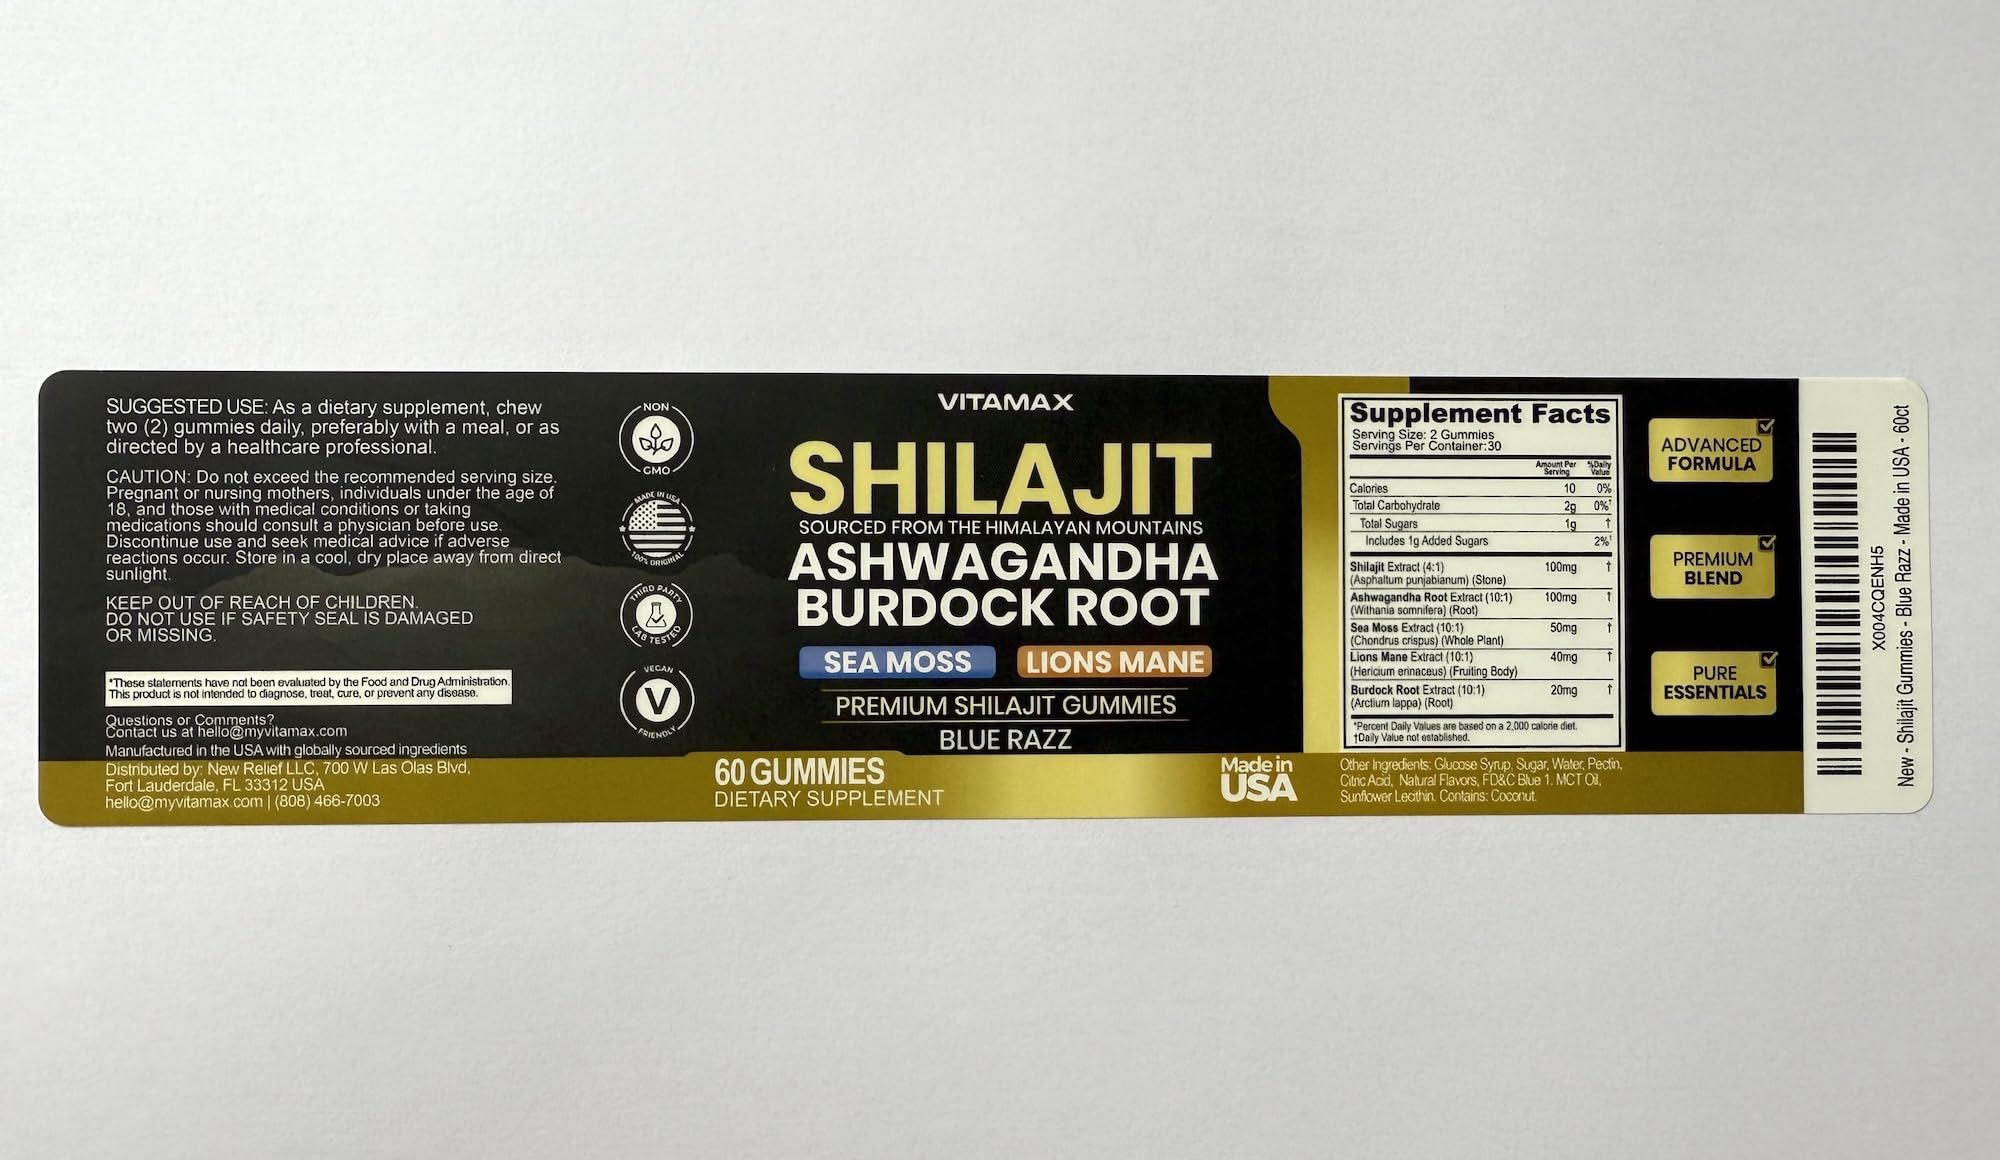 SUGGESTED USE: As a dietary supplement, chew
two (2) gummies daily, preferably with a meal, or as
directed by a healthcare professional.
CAUTION: Do not exceed the recommended serving size.
Pregnant or nursing mothers, individuals under the age of
18, and those with medical conditions or taking
medications should consult a physician before use.
Discontinue use and seek medical advice if adverse
reactions occur. Store in a cool, dry place away from direct
sunlight.
KEEP OUT OF REACH OF CHILDREN.
DO NOT USE IF SAFETY SEAL IS DAMAGED
OR MISSING.
*These statements have not been evaluated by the Food and Drug Administration.
This product is not intended to diagnose, treat, cure, or prevent any disease.
Questions or Comments?
Contact us at hello@myvitamax.com
Manufactured in the USA with globally sourced ingredients
Distributed by: New Relief LLC, 700 W Las Olas Blvd,
Fort Lauderdale, FL 33312 USA
hello@myvitamax.com | (808) 466-7003
NON
GMO
MADE IN USA
100% ORIGINAL
THIRD PARTY
LAB TESTED
VEGAN
V
FRIENDLY
VITAMAX
SHILAJIT
SOURCED FROM THE HIMALAYAN MOUNTAINS
ASHWAGANDHA
BURDOCK ROOT
SEA MOSS LIONS MANE
PREMIUM SHILAJIT GUMMIES
BLUE RAZZ
60 GUMMIES
DIETARY SUPPLEMENT
Made in
USA
Supplement Facts
Serving Size: 2 Gummies
Servings Per Container:30
Amount Per Serving %Daily Value
Calories 10 0%
Total Carbohydrate 2g 0%†
Total Sugars 1g †
Includes 1g Added Sugars 2%†
Shilajit Extract (4:1) 100mg †
(Asphaltum punjabianum) (Stone)
Ashwagandha Root Extract (10:1) 100mg †
(Withania somnifera) (Root)
Sea Moss Extract (10:1) 50mg †
(Chondrus crispus) (Whole Plant)
Lions Mane Extract (10:1) 40mg †
(Hericium erinaceus) (Fruiting Body)
Burdock Root Extract (10:1) 20mg †
(Arctium lappa) (Root)
*Percent Daily Values are based on a 2,000 calorie diet.
†Daily Value not established.
Other Ingredients: Glucose Syrup, Sugar, Water, Pectin,
Citric Acid, Natural Flavors, FD&C Blue 1. MCT Oil,
Sunflower Lecithin. Contains: Coconut.
ADVANCED
FORMULA
PREMIUM
BLEND
PURE
ESSENTIALS
X004CQENH5
New - Shilajit Gummies - Blue Razz - Made in USA - 60ct